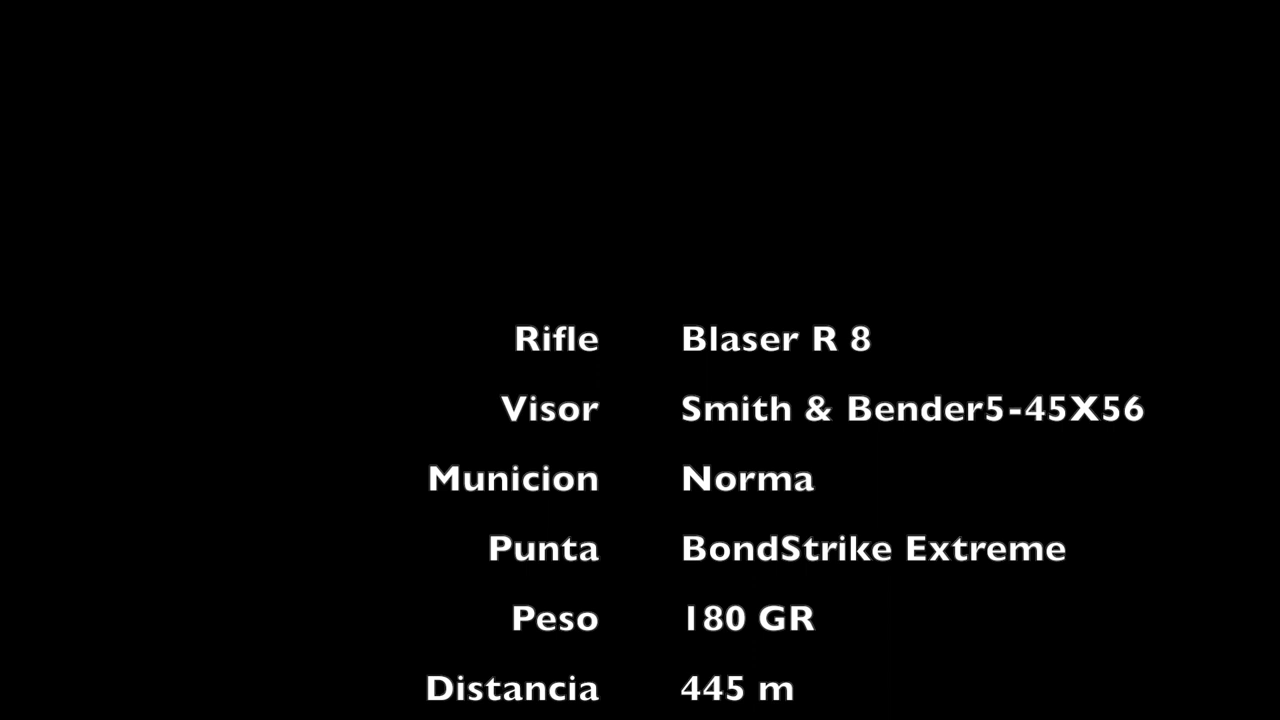 Rifle Blaser R 8
Visor Smith & Bender5-45X56
Municion Norma
Punta BondStrike Extreme
Peso 180 GR
Distancia 445 m